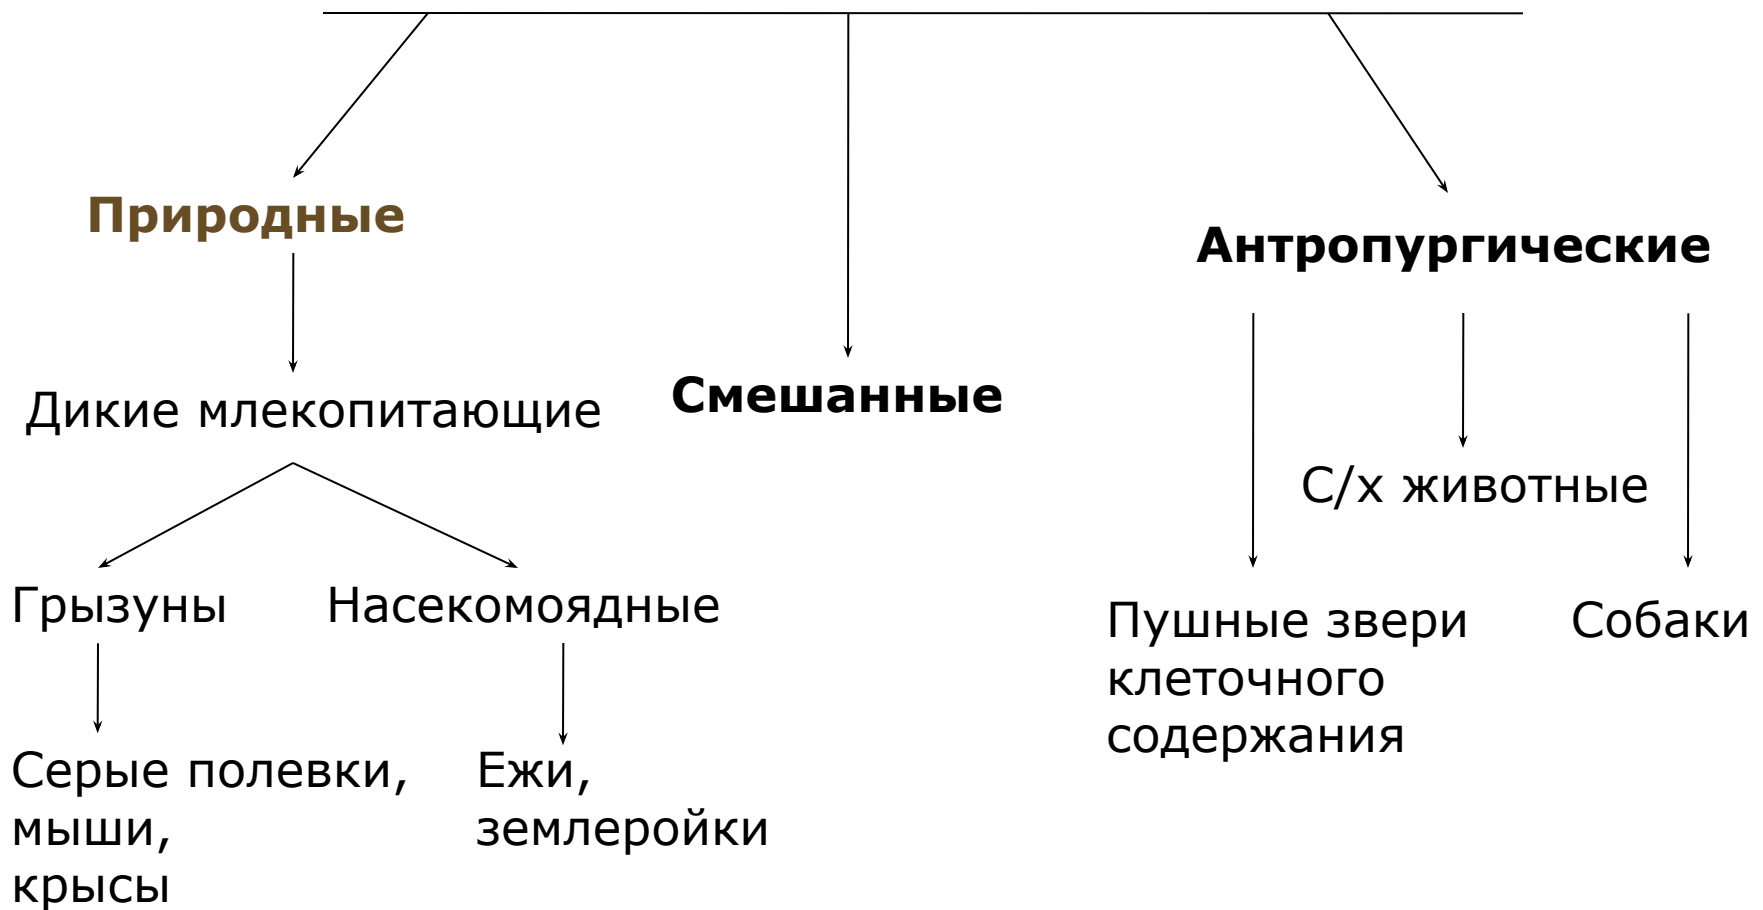 Природные
Антропургические
Дикие млекопитающие
Смешанные
С/х животные
Грызуны
Насекомоядные
Пушные звери
клеточного
содержания
Собаки
Серые полевки,
мыши,
крысы
Ежи,
землеройки